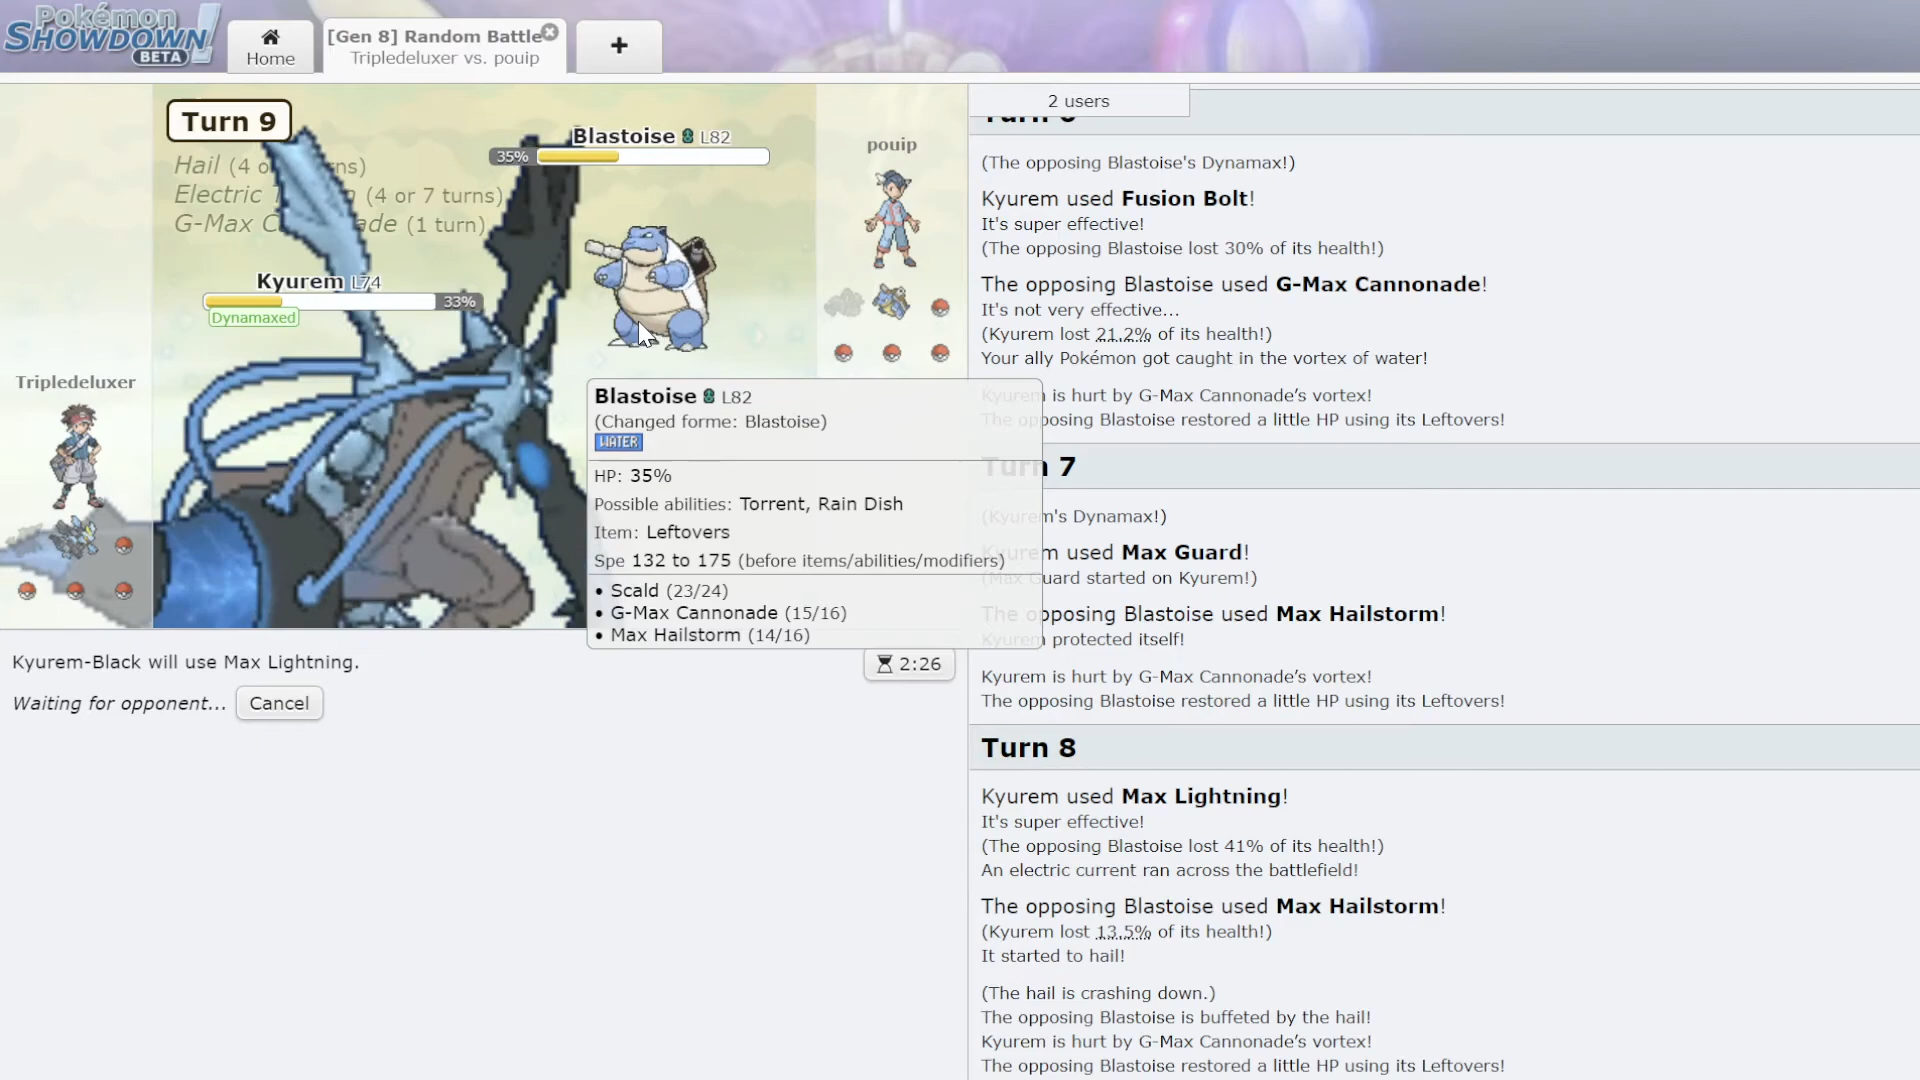 Pokémon
SHOWDOWN!
BETA
Home
[Gen 8] Random Battle
Tripledeluxer vs. pouip
+
Turn 9
Hail (4 o ns)
Electric T n (4 or 7 turns)
G-Max C ade (1 turn)
Blastoise L82
35%
Kyurem L74
33%
Dynamaxed
pouip
Tripledeluxer
Blastoise L82
(Changed forme: Blastoise)
WATER
HP: 35%
Possible abilities: Torrent, Rain Dish
Item: Leftovers
Spe 132 to 175 (before items/abilities/modifiers)
• Scald (23/24)
• G-Max Cannonade (15/16)
• Max Hailstorm (14/16)
Kyurem-Black will use Max Lightning.
2:26
Waiting for opponent... Cancel
2 users
(The opposing Blastoise's Dynamax!)
Kyurem used Fusion Bolt!
It's super effective!
(The opposing Blastoise lost 30% of its health!)
The opposing Blastoise used G-Max Cannonade!
It's not very effective...
(Kyurem lost 21.2% of its health!)
Your ally Pokémon got caught in the vortex of water!
Kyurem is hurt by G-Max Cannonade's vortex!
The opposing Blastoise restored a little HP using its Leftovers!
Turn 7
(Kyurem's Dynamax!)
Kyurem used Max Guard!
(Max Guard started on Kyurem!)
The opposing Blastoise used Max Hailstorm!
Kyurem protected itself!
Kyurem is hurt by G-Max Cannonade's vortex!
The opposing Blastoise restored a little HP using its Leftovers!
Turn 8
Kyurem used Max Lightning!
It's super effective!
(The opposing Blastoise lost 41% of its health!)
An electric current ran across the battlefield!
The opposing Blastoise used Max Hailstorm!
(Kyurem lost 13.5% of its health!)
It started to hail!
(The hail is crashing down.)
The opposing Blastoise is buffeted by the hail!
Kyurem is hurt by G-Max Cannonade's vortex!
The opposing Blastoise restored a little HP using its Leftovers!